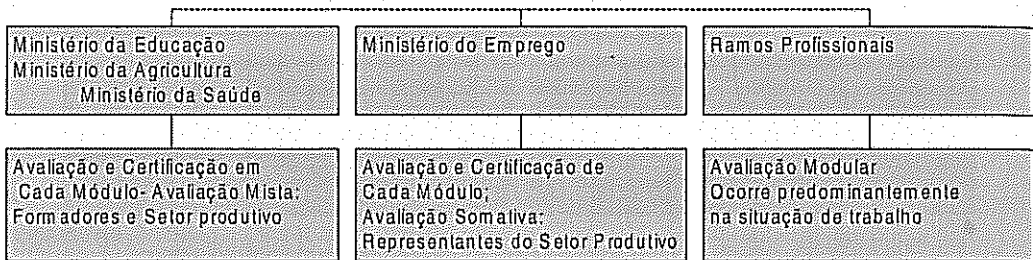 Ministério da Educação
Ministério da Agricultura
Ministério da Saúde
Ministério do Emprego
Ramos Profissionais
Avaliação e Certificação em
Cada Módulo- Avaliação Mista:
Formadores e Setor produtivo
Avaliação e Certificação de
Cada Módulo;
Avaliação Somativa:
Representantes do Setor Produtivo
Avaliação Modular
Ocorre predominantemente
na situação de trabalho